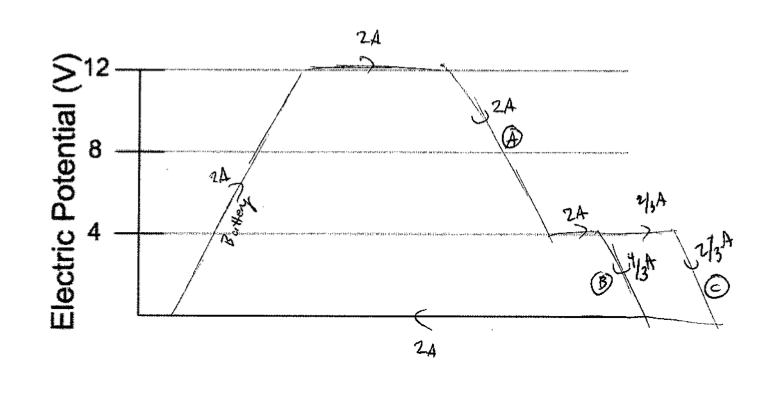 2A
Electric Potential (V)
12
2A
Ⓐ
8
2A
Battery
4
2A
2/3A
4/3A
2/3A
Ⓑ
Ⓒ
2A